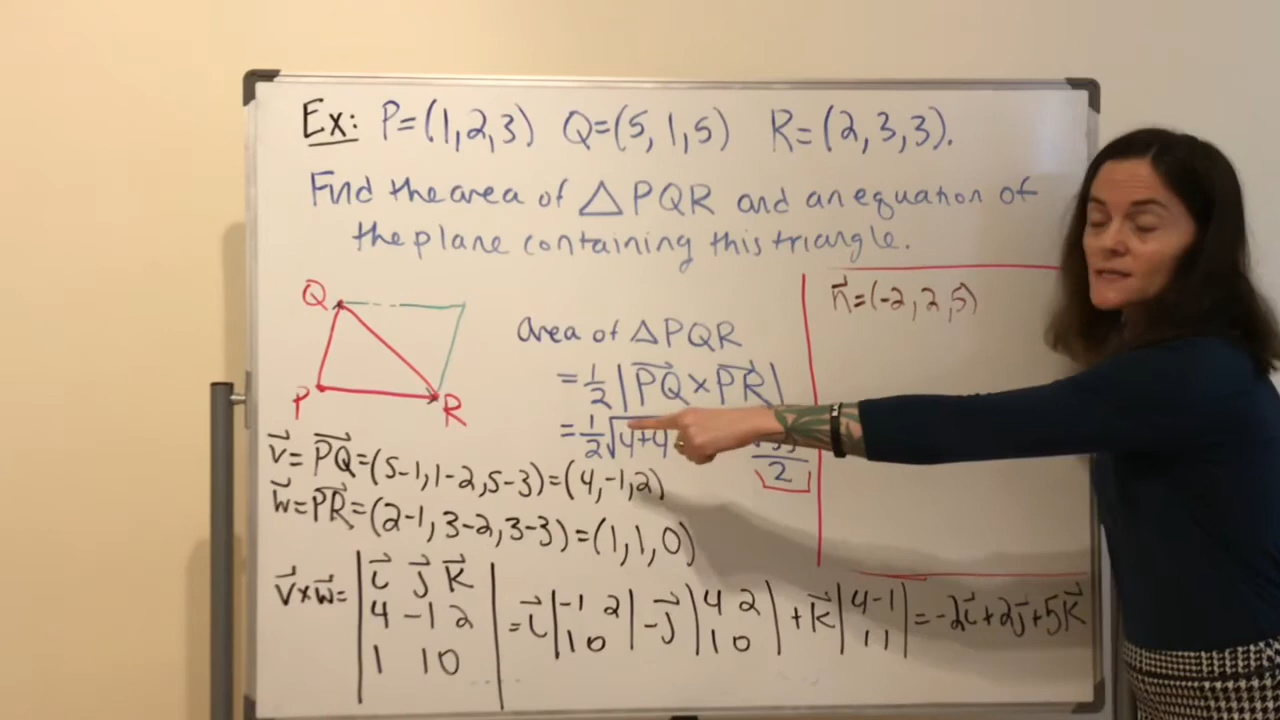 Ex: P=(1,2,3) Q=(5,1,5) R=(2,3,3).
Find the area of △PQR and an equation of
the plane containing this triangle.
Q
P
R
area of △PQR
=½|PQ⃗×PR⃗|
=½√4+4
2
n⃗=(-2,2,5)
v⃗=PQ⃗=(5-1,1-2,5-3)=(4,-1,2)
w⃗=PR⃗=(2-1,3-2,3-3)=(1,1,0)
v⃗×w⃗=|i⃗ j⃗ k⃗|=i⃗|-1 2|-j⃗|4 2|+k⃗|4 -1|=-2i⃗+2j⃗+5k⃗
4 -1 2 1 0 1 0 1 1
1 1 0